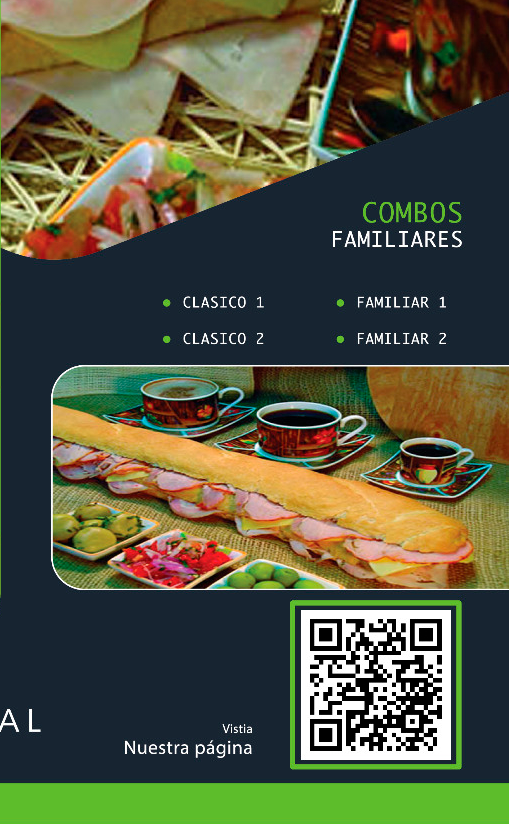 COMBOS
FAMILIARES
CLASICO 1
FAMILIAR 1
CLASICO 2
FAMILIAR 2
AL
Vistia
Nuestra página